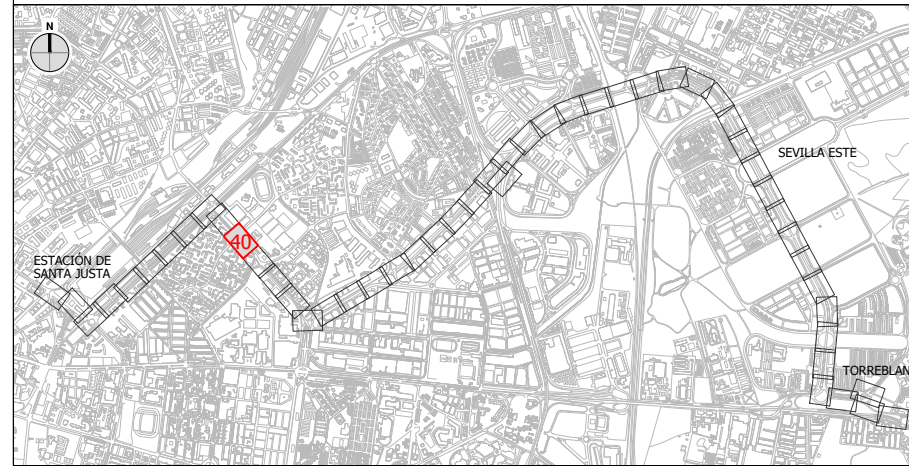 N
SEVILLA ESTE
40
ESTACIÓN DE
SANTA JUSTA
TORREBLAN